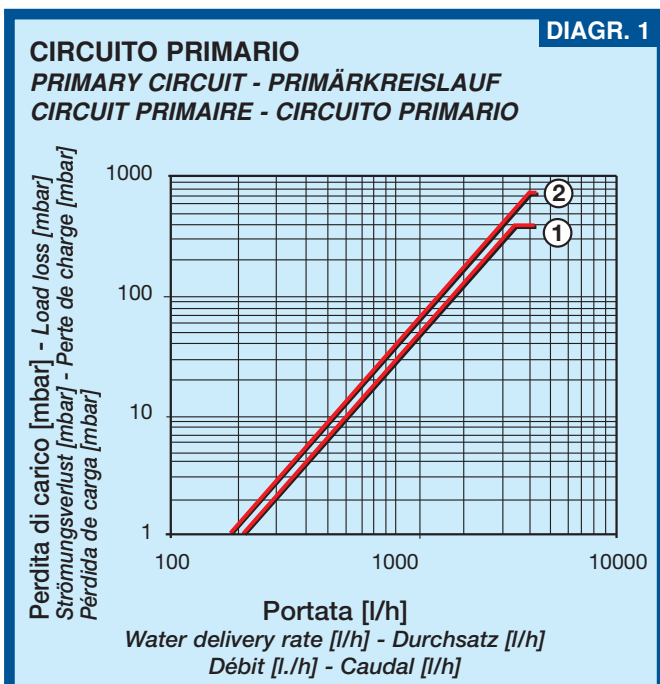 DIAGR. 1
CIRCUITO PRIMARIO
PRIMARY CIRCUIT - PRIMÄRKREISLAUF
CIRCUIT PRIMAIRE - CIRCUITO PRIMARIO
Perdita di carico [mbar] - Load loss [mbar]
Strömungsverlust [mbar] - Perte de charge [mbar]
Pérdida de carga [mbar]
1000
100
10
1
2
1
100
1000
10000
Portata [l/h]
Water delivery rate [l/h] - Durchsatz [l/h]
Débit [l./h] - Caudal [l/h]